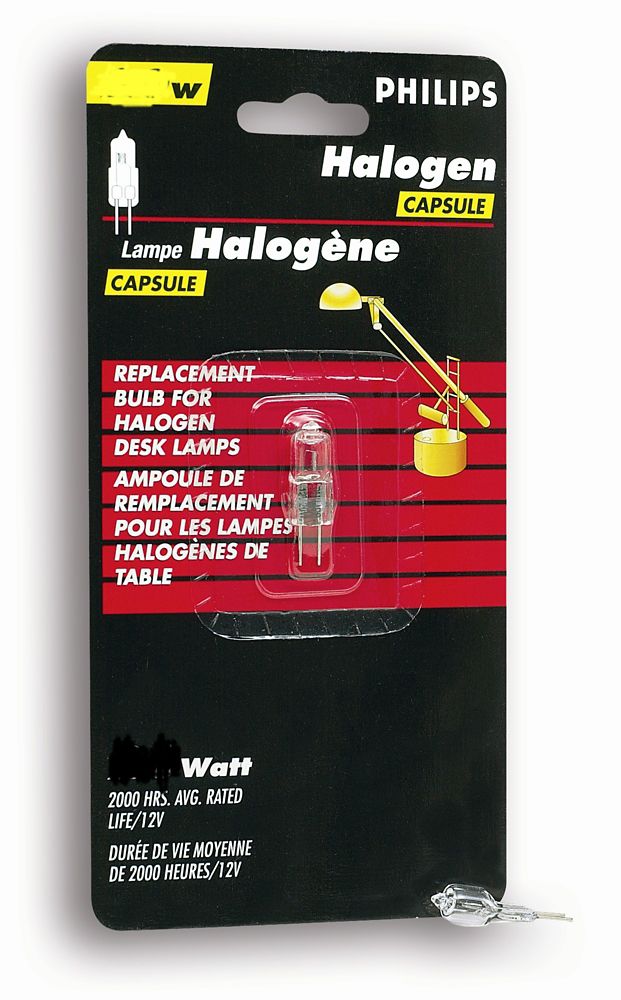 W
PHILIPS
Halogen
CAPSULE
Lampe Halogène
CAPSULE
REPLACEMENT
BULB FOR
HALOGEN
DESK LAMPS
AMPOULE DE
REMPLACEMENT
POUR LES LAMPES
HALOGÈNES DE
TABLE
Watt
2000 HRS. AVG. RATED
LIFE/12V
DURÉE DE VIE MOYENNE
DE 2000 HEURES/12V